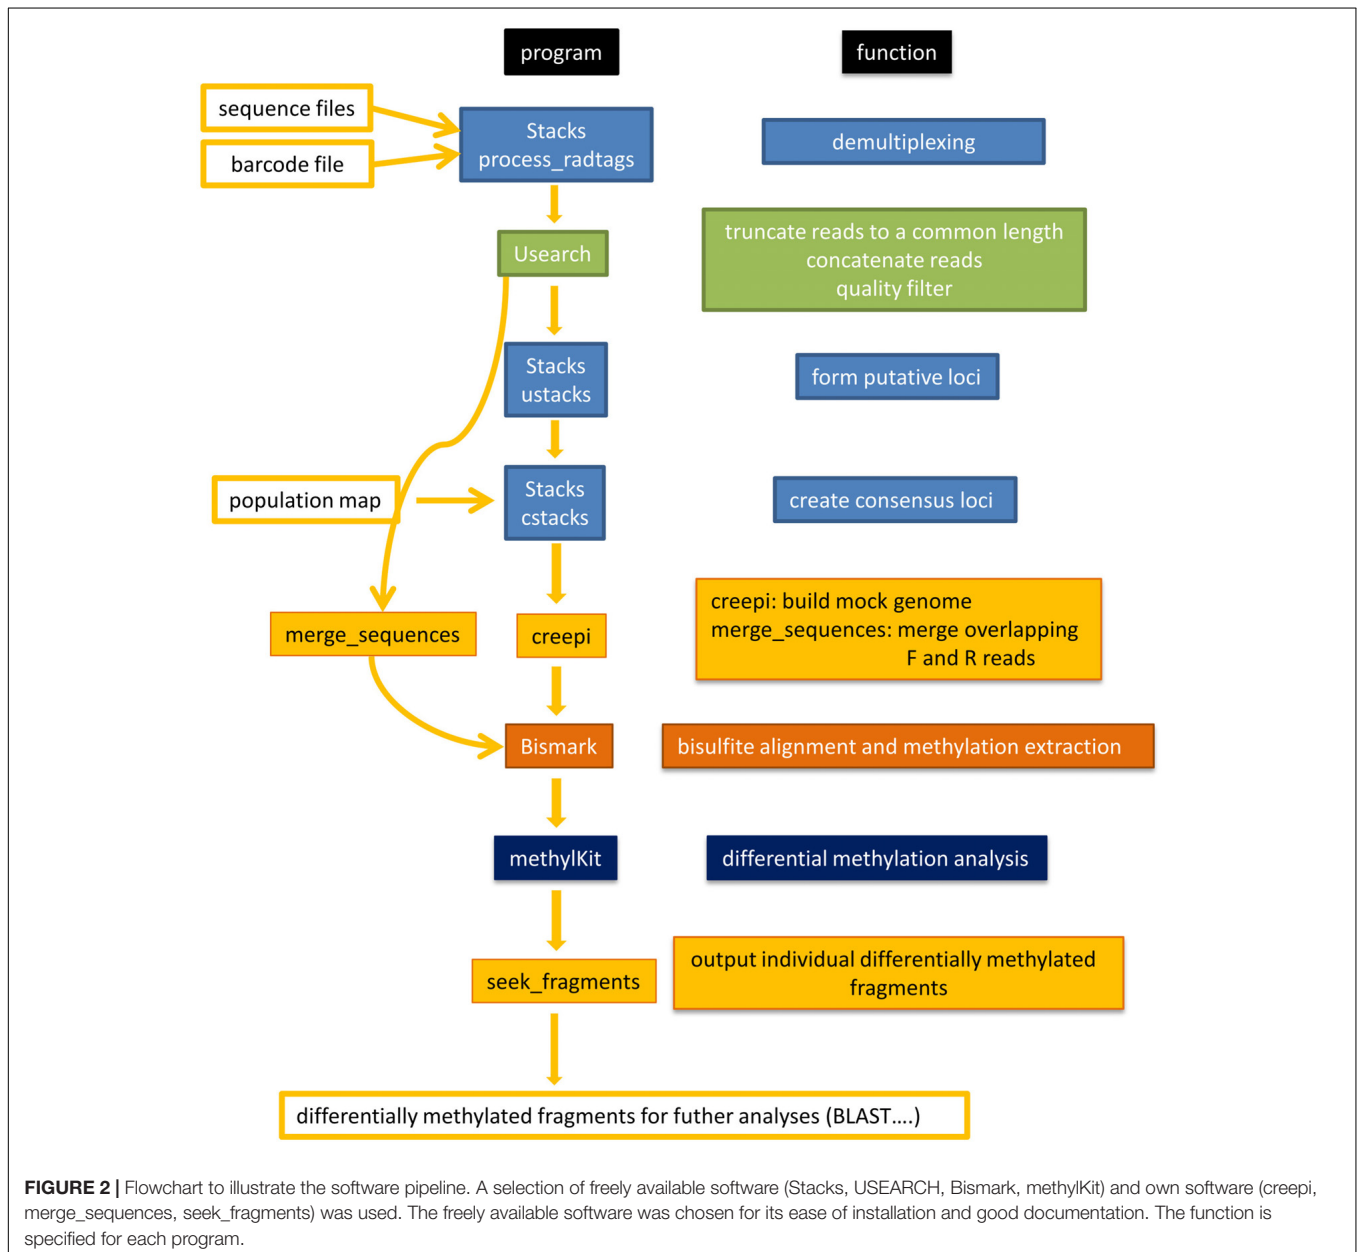 program
function
sequence files
barcode file
Stacks
process_radtags
demultiplexing
Usearch
truncate reads to a common length
concatenate reads
quality filter
Stacks
ustacks
form putative loci
population map
Stacks
cstacks
create consensus loci
merge_sequences
creepi
creepi: build mock genome
merge_sequences: merge overlapping
F and R reads
Bismark
bisulfite alignment and methylation extraction
methylKit
differential methylation analysis
seek_fragments
output individual differentially methylated
fragments
differentially methylated fragments for futher analyses (BLAST....)
FIGURE 2 | Flowchart to illustrate the software pipeline. A selection of freely available software (Stacks, USEARCH, Bismark, methylKit) and own software (creepi,
merge_sequences, seek_fragments) was used. The freely available software was chosen for its ease of installation and good documentation. The function is
specified for each program.